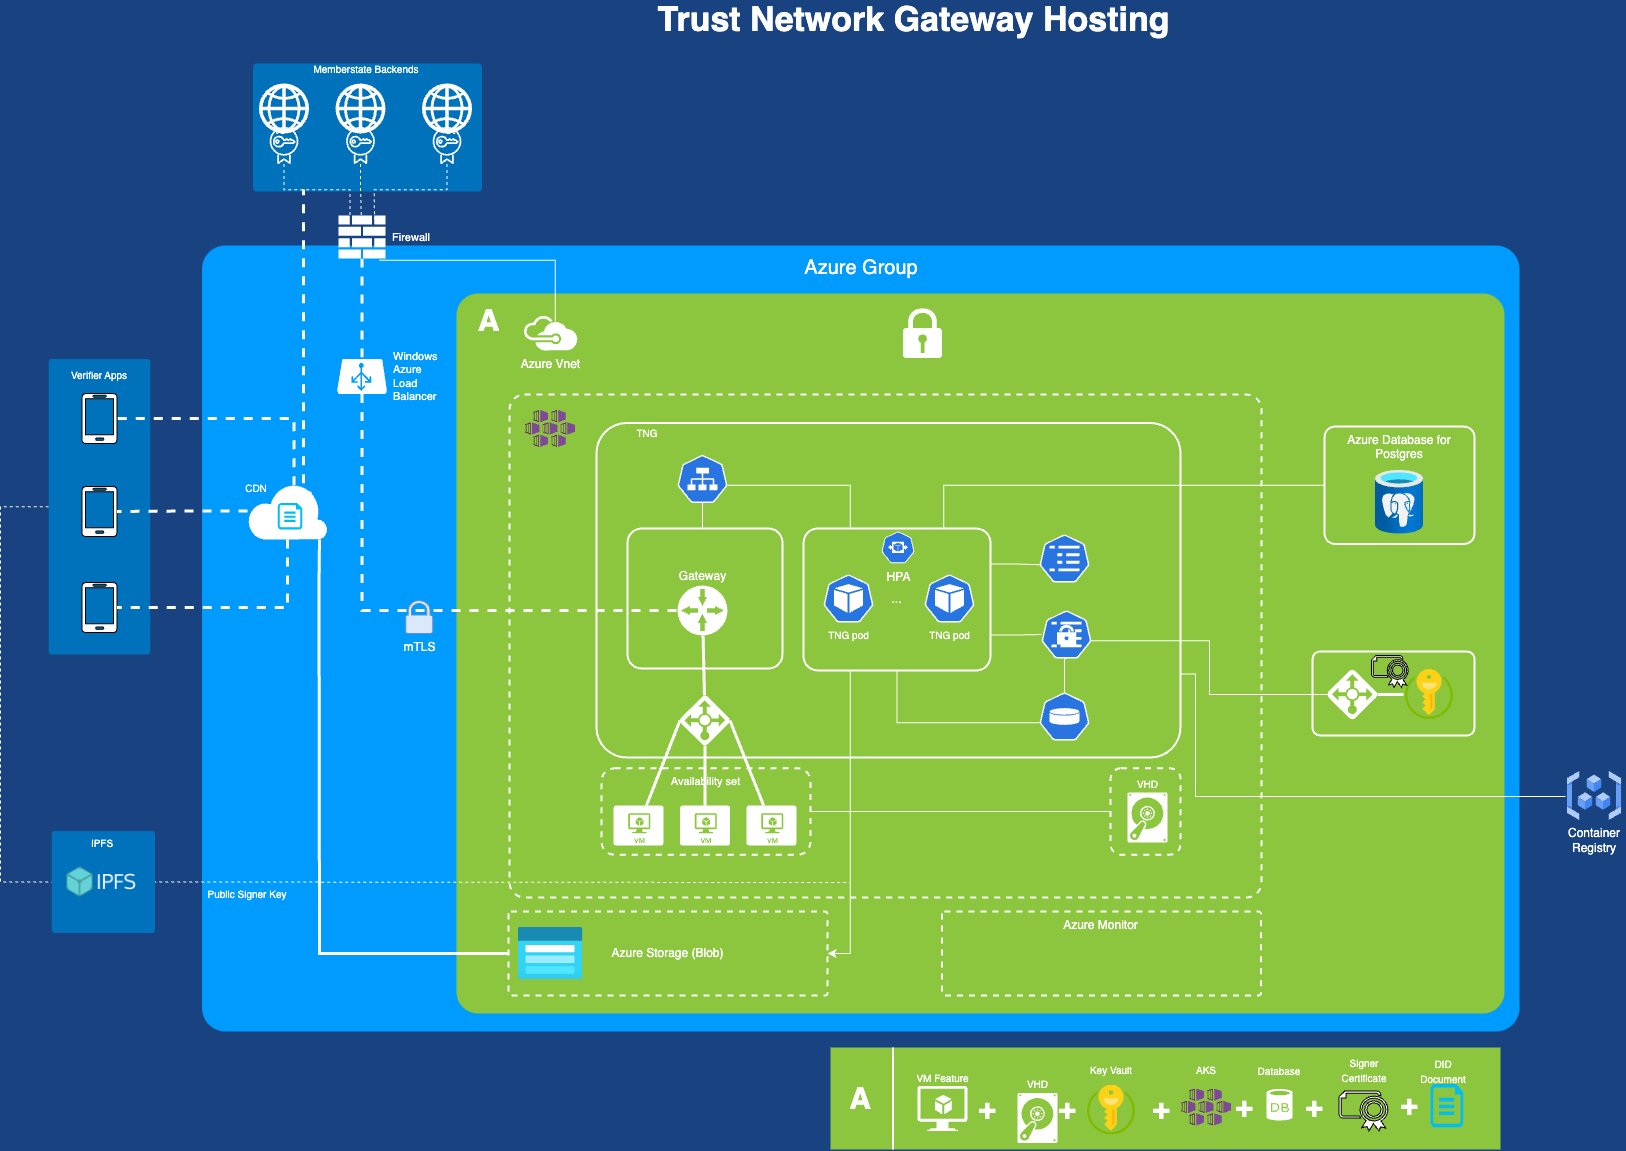 Trust Network Gateway Hosting
Memberstate Backends
Firewall
Azure Group
A
Azure Vnet
Windows
Azure
Load
Balancer
Verifier Apps
CDN
TNG
Azure Database for
Postgres
Gateway
HPA
...
TNG pod
TNG pod
mTLS
Availability set
VM
VM
VM
VHD
Container
Registry
IPFS
IPFS
Public Signer Key
Azure Storage (Blob)
Azure Monitor
A
VM Feature
+
VHD
+
Key Vault
+
AKS
+
Database
DB
+
Signer
Certificate
+
DID
Document